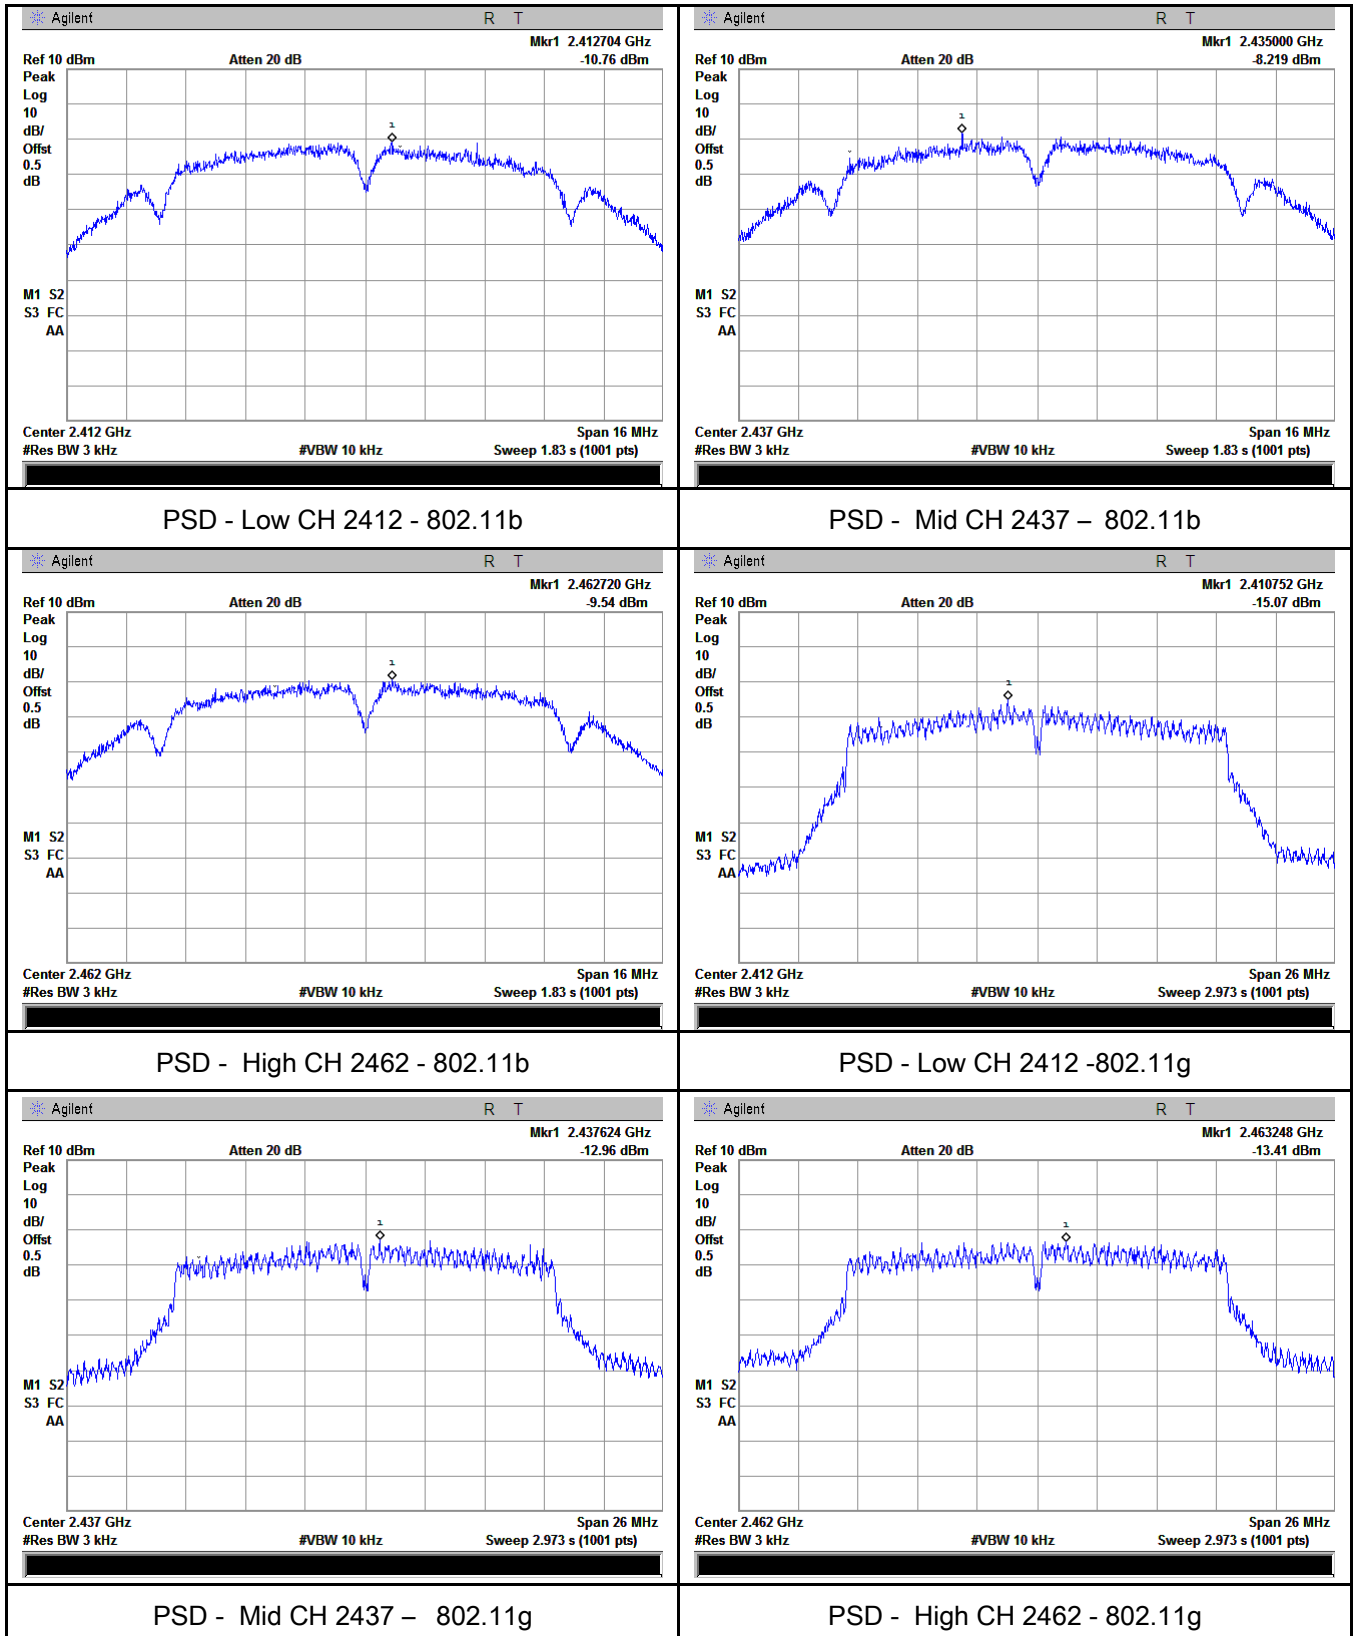 Agilent R T
Mkr1 2.412704 GHz
Ref 10 dBm Atten 20 dB -10.76 dBm
Peak
Log
10
dB/
Offst
0.5
dB
1
M1 S2
S3 FC
AA
Center 2.412 GHz Span 16 MHz
#Res BW 3 kHz #VBW 10 kHz Sweep 1.83 s (1001 pts)
PSD - Low CH 2412 - 802.11b
Agilent R T
Mkr1 2.435000 GHz
Ref 10 dBm Atten 20 dB -8.219 dBm
Peak
Log
10
dB/
Offst
0.5
dB
1
M1 S2
S3 FC
AA
Center 2.437 GHz Span 16 MHz
#Res BW 3 kHz #VBW 10 kHz Sweep 1.83 s (1001 pts)
PSD - Mid CH 2437 – 802.11b
Agilent R T
Mkr1 2.462720 GHz
Ref 10 dBm Atten 20 dB -9.54 dBm
Peak
Log
10
dB/
Offst
0.5
dB
1
M1 S2
S3 FC
AA
Center 2.462 GHz Span 16 MHz
#Res BW 3 kHz #VBW 10 kHz Sweep 1.83 s (1001 pts)
PSD - High CH 2462 - 802.11b
Agilent R T
Mkr1 2.410752 GHz
Ref 10 dBm Atten 20 dB -15.07 dBm
Peak
Log
10
dB/
Offst
0.5
dB
1
M1 S2
S3 FC
AA
Center 2.412 GHz Span 26 MHz
#Res BW 3 kHz #VBW 10 kHz Sweep 2.973 s (1001 pts)
PSD - Low CH 2412 -802.11g
Agilent R T
Mkr1 2.437624 GHz
Ref 10 dBm Atten 20 dB -12.96 dBm
Peak
Log
10
dB/
Offst
0.5
dB
1
M1 S2
S3 FC
AA
Center 2.437 GHz Span 26 MHz
#Res BW 3 kHz #VBW 10 kHz Sweep 2.973 s (1001 pts)
PSD - Mid CH 2437 – 802.11g
Agilent R T
Mkr1 2.463248 GHz
Ref 10 dBm Atten 20 dB -13.41 dBm
Peak
Log
10
dB/
Offst
0.5
dB
1
M1 S2
S3 FC
AA
Center 2.462 GHz Span 26 MHz
#Res BW 3 kHz #VBW 10 kHz Sweep 2.973 s (1001 pts)
PSD - High CH 2462 - 802.11g